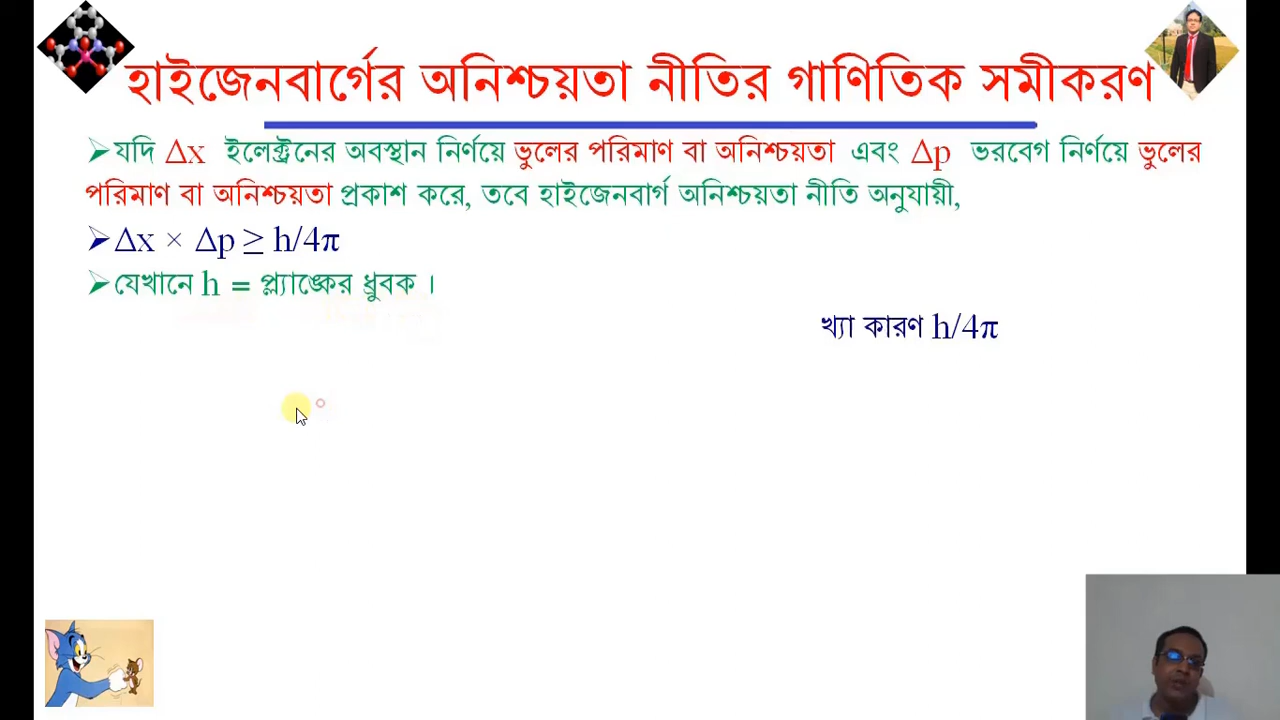 হাইজেনবার্গের অনিশ্চয়তা নীতির গাণিতিক সমীকরণ
➢যদি Δx ইলেক্ট্রনের অবস্থান নির্ণয়ে ভুলের পরিমাণ বা অনিশ্চয়তা এবং Δp ভরবেগ নির্ণয়ে ভুলের
পরিমাণ বা অনিশ্চয়তা প্রকাশ করে, তবে হাইজেনবার্গ অনিশ্চয়তা নীতি অনুযায়ী,
➢Δx × Δp ≥ h/4π
➢যেখানে h = প্ল্যাঙ্কের ধ্রুবক ।
খ্যা কারণ h/4π